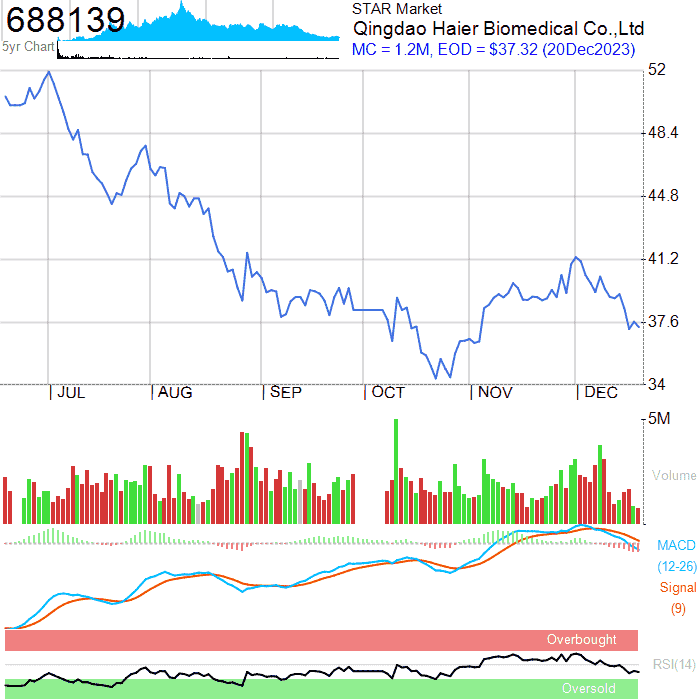 688139
5yr Chart
STAR Market
Qingdao Haier Biomedical Co.,Ltd
MC = 1.2M, EOD = $37.32 (20Dec2023)
52
48.4
44.8
41.2
37.6
34
JUL
AUG
SEP
OCT
NOV
DEC
5M
Volume
MACD
(12-26)
Signal
(9)
Overbought
RSI(14)
Oversold